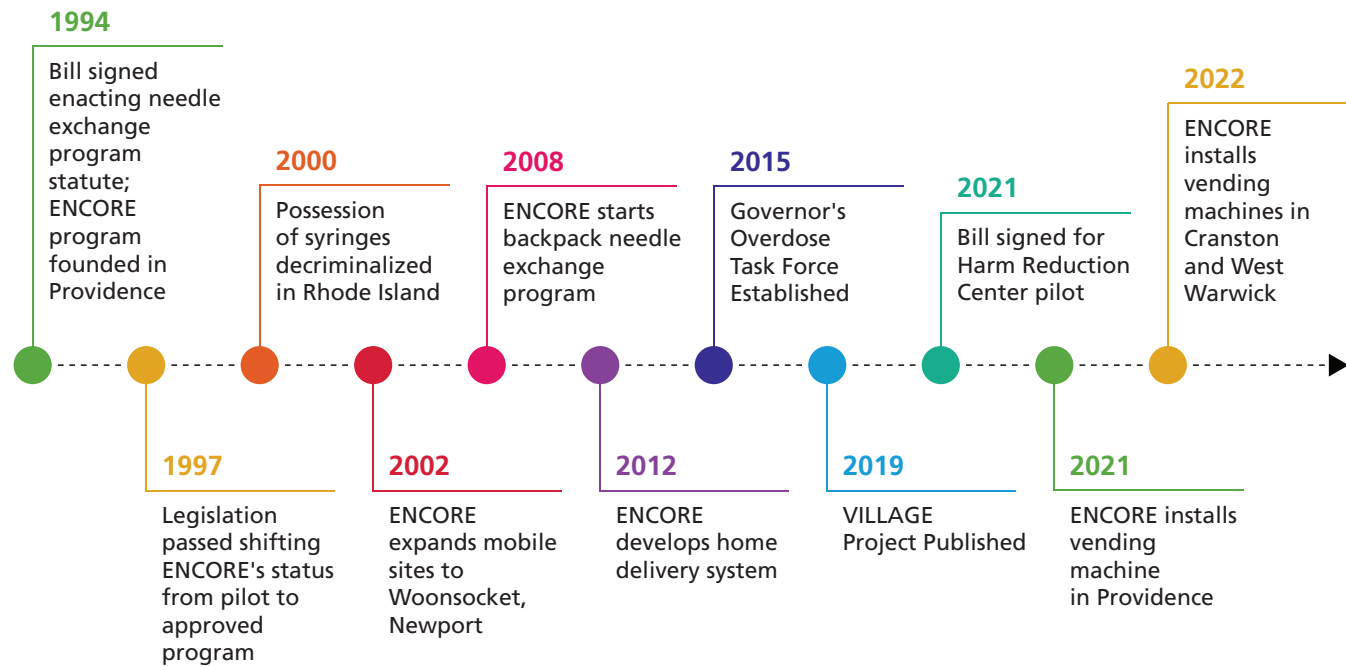 1994
Bill signed
enacting needle
exchange
program
statute;
ENCORE
program
founded in
Providence
1997
Legislation
passed shifting
ENCORE's status
from pilot to
approved
program
2000
Possession
of syringes
decriminalized
in Rhode Island
2002
ENCORE
expands mobile
sites to
Woonsocket,
Newport
2008
ENCORE starts
backpack needle
exchange
program
2012
ENCORE
develops home
delivery system
2015
Governor's
Overdose
Task Force
Established
2019
VILLAGE
Project Published
2021
Bill signed for
Harm Reduction
Center pilot
2021
ENCORE installs
vending
machine
in Providence
2022
ENCORE
installs
vending
machines in
Cranston
and West
Warwick